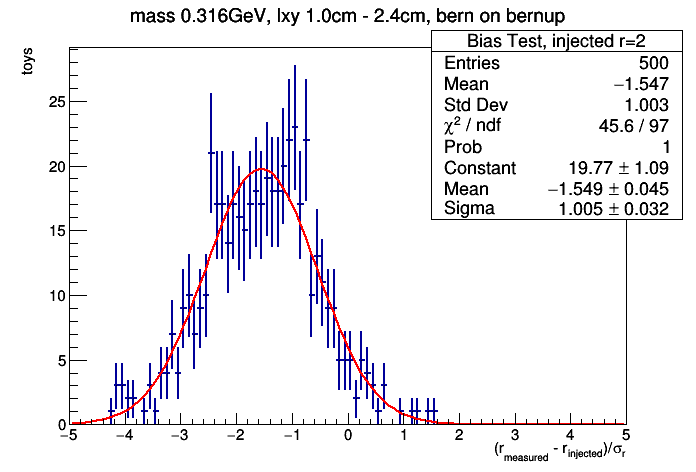 mass 0.316GeV, lxy 1.0cm - 2.4cm, bern on bernup
toys
Bias Test, injected r=2
Entries 500
Mean −1.547
Std Dev 1.003
χ² / ndf 45.6 / 97
Prob 1
Constant 19.77 ± 1.09
Mean −1.549 ± 0.045
Sigma 1.005 ± 0.032
25
20
15
10
5
0
−5 −4 −3 −2 −1 0 1 2 3 4 5
(r_measured - r_injected)/σ_r